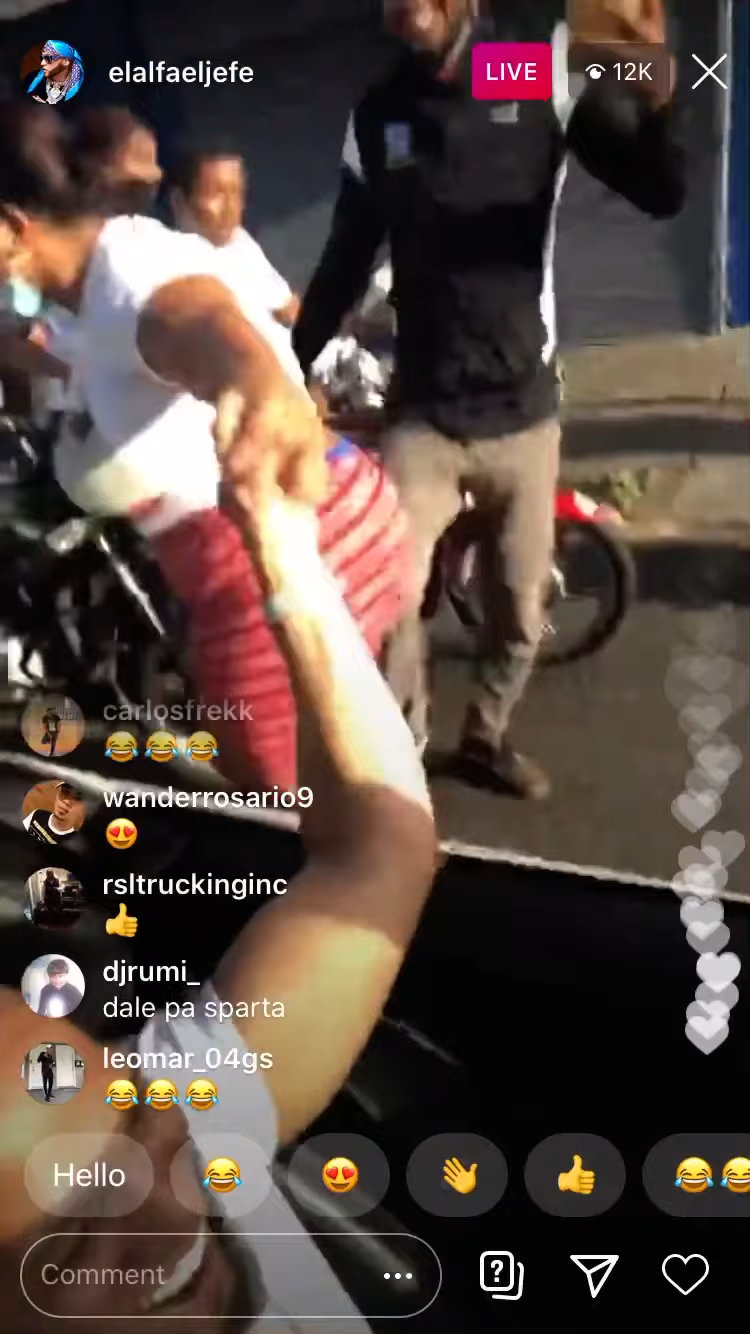 elalfaeljefe
LIVE
12K
carlosfrekk
😂😂😂
wanderrosario9
😍
rsltruckinginc
👍
djrumi_
dale pa sparta
leomar_04gs
😂😂😂
Hello 😂 😍 👋 👍 😂😂
Comment